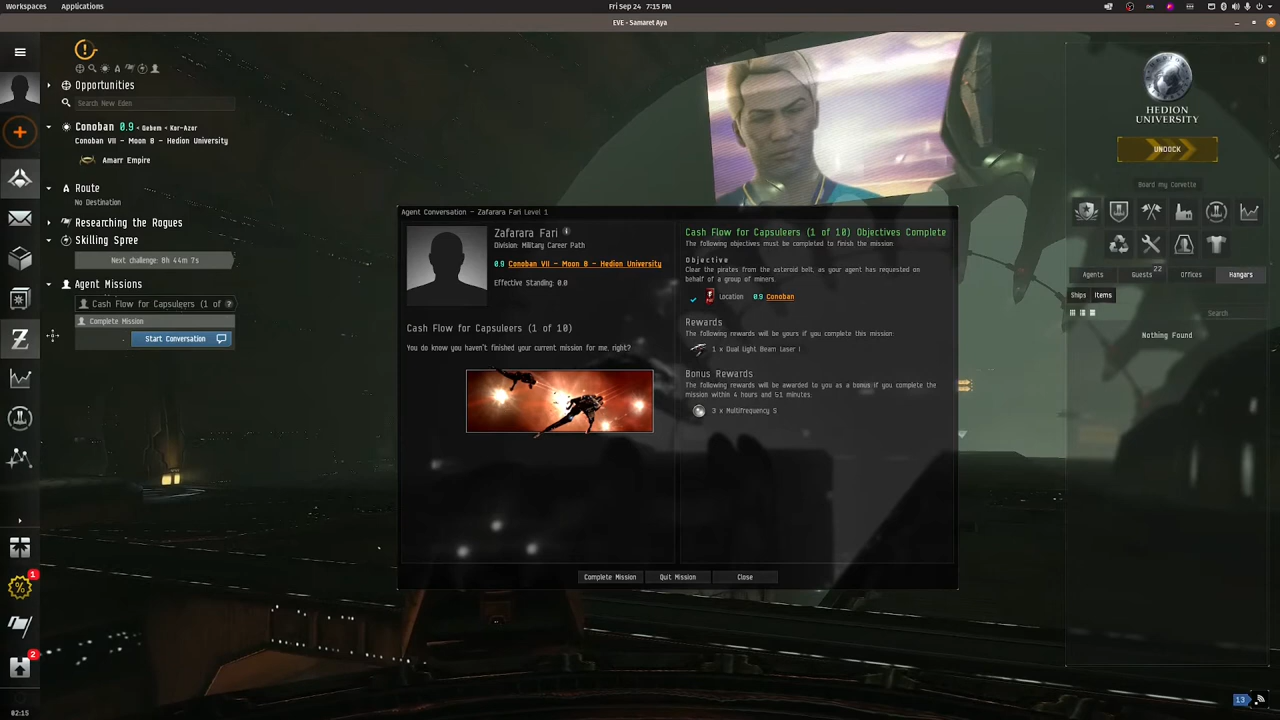 Workspaces
Applications
Fri Sep 24 7:15 PM
EVE - Samaret Aya
Opportunities
Search New Eden
Conoban 0.9 < Gebem < Kor-Azor
Conoban VII - Moon 8 - Hedion University
Amarr Empire
Route
No Destination
Researching the Rogues
Skilling Spree
Next challenge: 8h 44m 7s
Agent Missions
Cash Flow for Capsuleers (1 of
?
Complete Mission
Start Conversation
1
2
02:15
Agent Conversation - Zafarara Fari Level 1
Zafarara Fari
Division: Military Career Path
0.9 Conoban VII - Moon 8 - Hedion University
Effective Standing: 0.0
Cash Flow for Capsuleers (1 of 10)
You do know you haven't finished your current mission for me, right?
Cash Flow for Capsuleers (1 of 10) Objectives Complete
The following objectives must be completed to finish the mission
Objective
Clear the pirates from the asteroid belt, as your agent has requested on
behalf of a group of miners.
Location 0.9 Conoban
Rewards
The following rewards will be yours if you complete this mission:
1 x Dual Light Beam Laser I
Bonus Rewards
The following rewards will be awarded to you as a bonus if you complete the
mission within 4 hours and 51 minutes.
3 x Multifrequency S
Complete Mission
Quit Mission
Close
HEDION
UNIVERSITY
UNDOCK
Board my Corvette
Agents
Guests 22
Offices
Hangars
Ships
Items
Search
Nothing Found
13